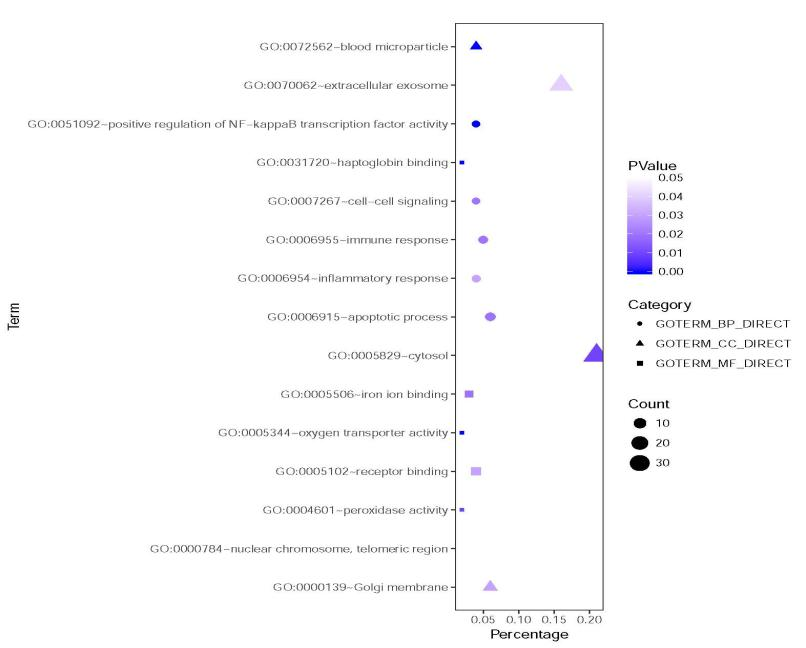 GO:0072562~blood microparticle
GO:0070062~extracellular exosome
GO:0051092~positive regulation of NF−kappaB transcription factor activity
GO:0031720~haptoglobin binding
GO:0007267~cell−cell signaling
GO:0006955~immune response
GO:0006954~inflammatory response
GO:0006915~apoptotic process
GO:0005829~cytosol
GO:0005506~iron ion binding
GO:0005344~oxygen transporter activity
GO:0005102~receptor binding
GO:0004601~peroxidase activity
GO:0000784~nuclear chromosome, telomeric region
GO:0000139~Golgi membrane
Term
0.05 0.10 0.15 0.20
Percentage
PValue
0.05
0.04
0.03
0.02
0.01
0.00
Category
GOTERM_BP_DIRECT
GOTERM_CC_DIRECT
GOTERM_MF_DIRECT
Count
10
20
30